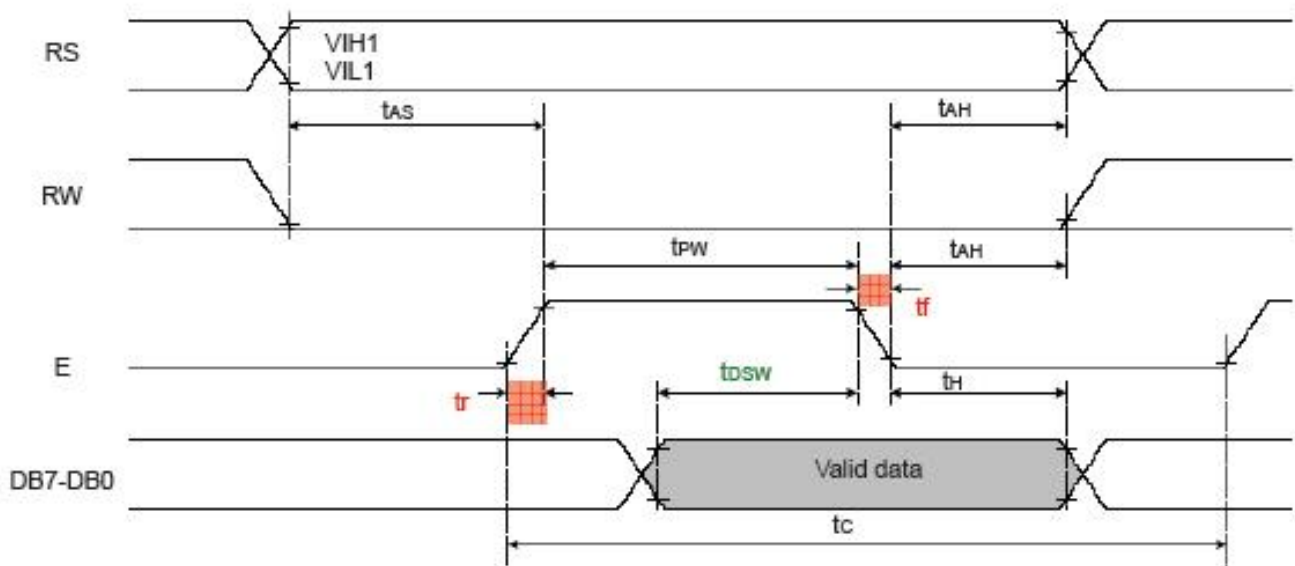 RS
VIH1
VIL1
tAS
tAH
RW
tPW
tAH
tf
E
tDSW
tH
tr
DB7-DB0
Valid data
tC